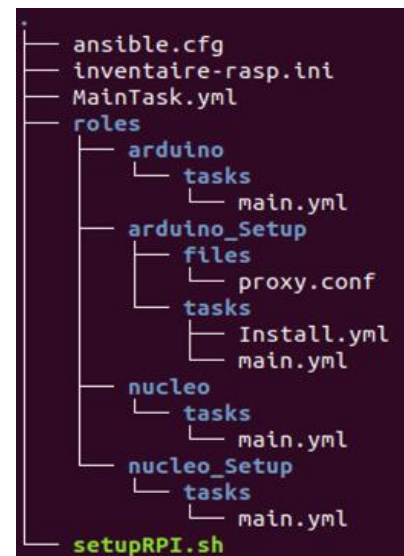 .
├── ansible.cfg
├── inventaire-rasp.ini
├── MainTask.yml
├── roles
│   ├── arduino
│   │   └── tasks
│   │       └── main.yml
│   ├── arduino_Setup
│   │   ├── files
│   │   │   └── proxy.conf
│   │   └── tasks
│   │       ├── Install.yml
│   │       └── main.yml
│   ├── nucleo
│   │   └── tasks
│   │       └── main.yml
│   └── nucleo_Setup
│       └── tasks
│           └── main.yml
└── setupRPI.sh